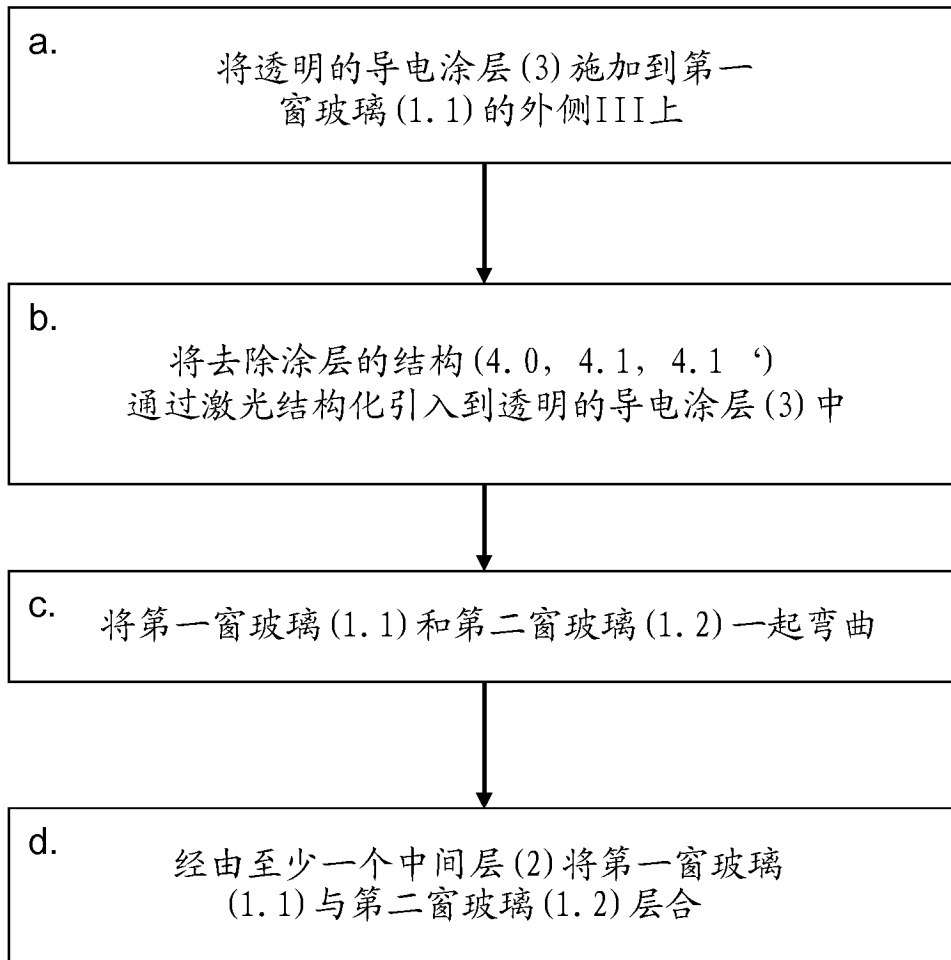 a.
将透明的导电涂层(3)施加到第一
窗玻璃(1.1)的外侧III上
b.
将去除涂层的结构(4.0, 4.1, 4.1 ‘)
通过激光结构化引入到透明的导电涂层(3)中
c.
将第一窗玻璃(1.1)和第二窗玻璃(1.2)一起弯曲
d.
经由至少一个中间层(2)将第一窗玻璃
(1.1)与第二窗玻璃(1.2)层合